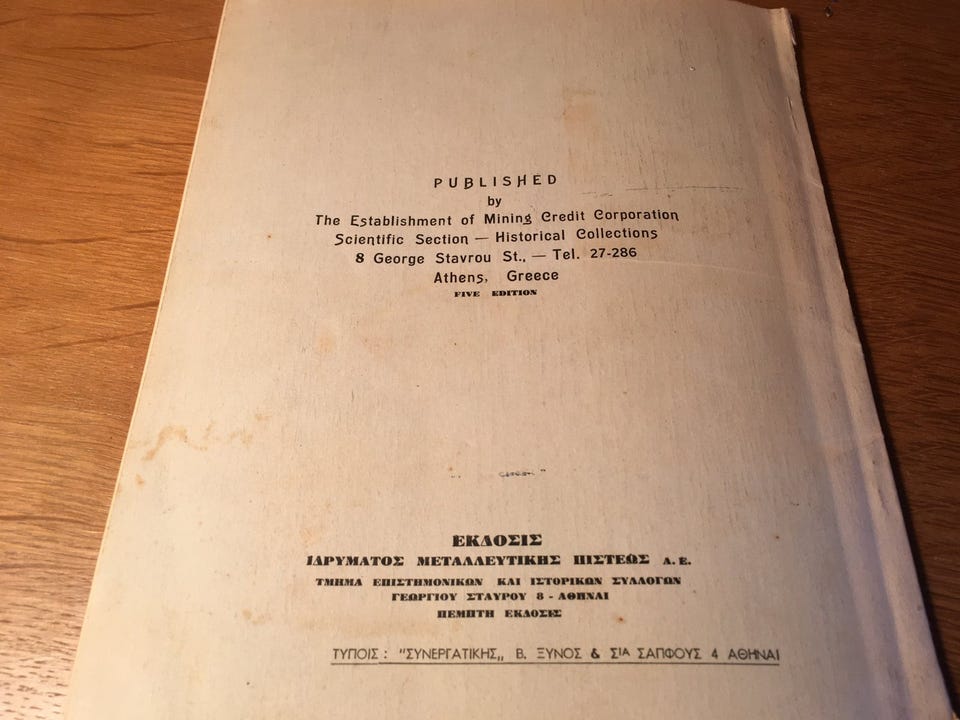 PUBLISHED
by
The Establishment of Mining Credit Corporation
Scientific Section — Historical Collections
8 George Stavrou St., — Tel. 27-286
Athens, Greece
FIVE EDITION
ΕΚΔΟΣΙΣ
ΙΔΡΥΜΑΤΟΣ ΜΕΤΑΛΛΕΥΤΙΚΗΣ ΠΙΣΤΕΩΣ Α. Ε.
ΤΜΗΜΑ ΕΠΙΣΤΗΜΟΝΙΚΩΝ ΚΑΙ ΙΣΤΟΡΙΚΩΝ ΣΥΛΛΟΓΩΝ
ΓΕΩΡΓΙΟΥ ΣΤΑΥΡΟΥ 8 - ΑΘΗΝΑΙ
ΠΕΜΠΤΗ ΕΚΔΟΣΙΣ
ΤΥΠΟΙΣ : "ΣΥΝΕΡΓΑΤΙΚΗΣ„ Β. ΞΥΝΟΣ & ΣΙΑ ΣΑΠΦΟΥΣ 4 ΑΘΗΝΑΙ